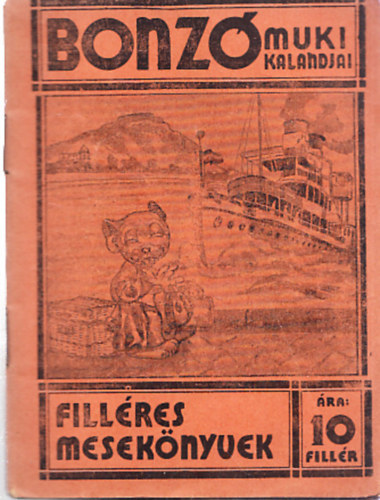 BONZÓ MUKI
KALANDJAI
FILLÉRES
MESEKÖNYVEK
ÁRA:
10
FILLÉR